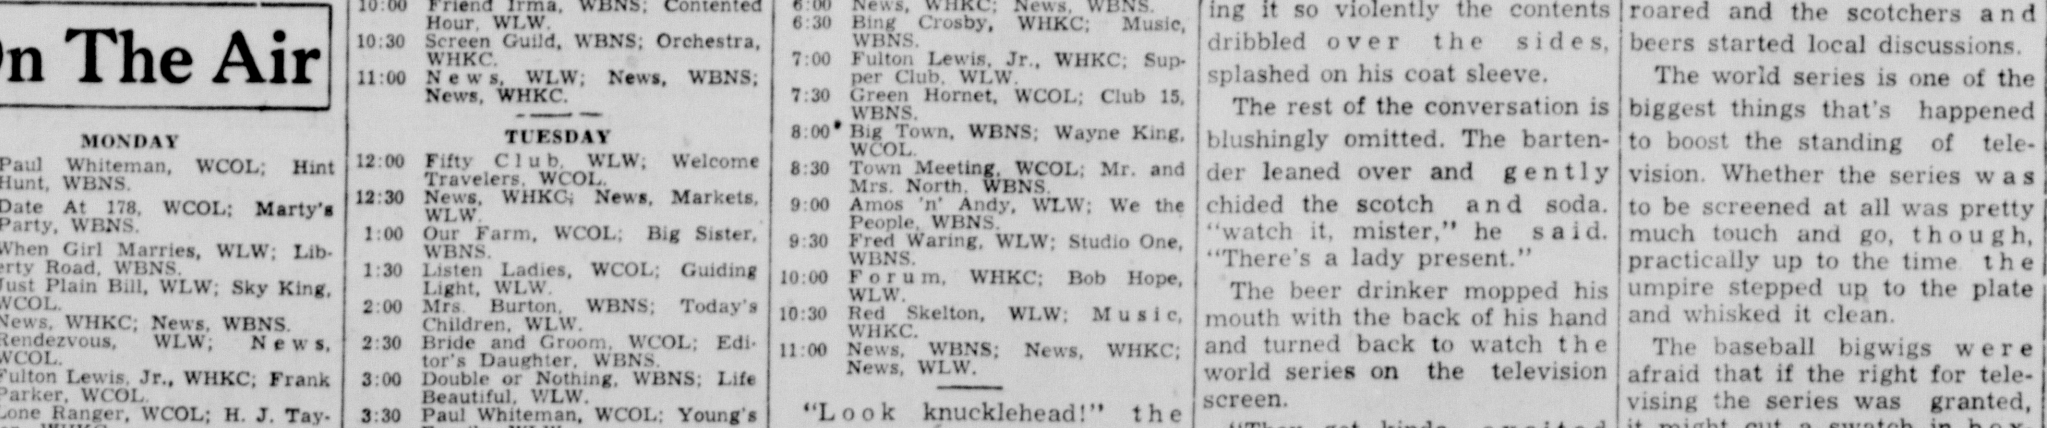 n The Air
MONDAY
Paul Whiteman, WCOL; Hint
Hunt, WBNS.
Date At 178, WCOL; Marty's
Party, WBNS.
When Girl Marries, WLW; Lib-
erty Road, WBNS.
Just Plain Bill, WLW; Sky King,
WCOL.
News, WHKC; News, WBNS.
Rendezvous, WLW; News,
WCOL.
Fulton Lewis, Jr., WHKC; Frank
Parker, WCOL.
Lone Ranger, WCOL; H. J. Tay-
10:00 Friend Irma, WBNS; Contented
Hour, WLW.
10:30 Screen Guild, WBNS; Orchestra,
WHKC.
11:00 News, WLW; News, WBNS;
News, WHKC.
TUESDAY
12:00 Fifty Club, WLW; Welcome
Travelers, WCOL.
12:30 News, WHKC; News, Markets,
WLW.
1:00 Our Farm, WCOL; Big Sister,
WBNS.
1:30 Listen Ladies, WCOL; Guiding
Light, WLW.
2:00 Mrs. Burton, WBNS; Today's
Children, WLW.
2:30 Bride and Groom, WCOL; Edi-
tor's Daughter, WBNS.
3:00 Double or Nothing, WBNS; Life
Beautiful, WLW.
3:30 Paul Whiteman, WCOL; Young's
6:00 News, WHKC; News, WBNS.
6:30 Bing Crosby, WHKC; Music,
WBNS.
7:00 Fulton Lewis, Jr., WHKC; Sup-
per Club, WLW.
7:30 Green Hornet, WCOL; Club 15,
WBNS.
8:00 Big Town, WBNS; Wayne King,
WCOL.
8:30 Town Meeting, WCOL; Mr. and
Mrs. North, WBNS.
9:00 Amos 'n' Andy, WLW; We the
People, WBNS.
9:30 Fred Waring, WLW; Studio One,
WBNS.
10:00 Forum, WHKC; Bob Hope,
WLW.
10:30 Red Skelton, WLW; Music,
WHKC.
11:00 News, WBNS; News, WHKC;
News, WLW.
"Look knucklehead!" the
ing it so violently the contents
dribbled over the sides,
splashed on his coat sleeve.
The rest of the conversation is
blushingly omitted. The barten-
der leaned over and gently
chided the scotch and soda.
"watch it, mister," he said.
"There's a lady present."
The beer drinker mopped his
mouth with the back of his hand
and turned back to watch the
world series on the television
screen.
roared and the scotchers and
beers started local discussions.
The world series is one of the
biggest things that's happened
to boost the standing of tele-
vision. Whether the series was
to be screened at all was pretty
much touch and go, though,
practically up to the time the
umpire stepped up to the plate
and whisked it clean.
The baseball bigwigs were
afraid that if the right for tele-
vising the series was granted,